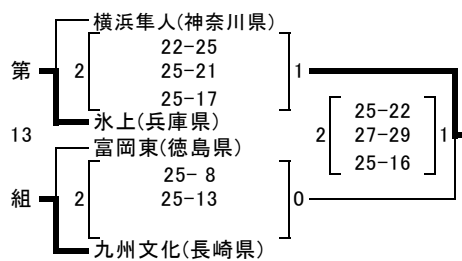 横浜隼人(神奈川県)
22-25
第 2 25-21 1
25-17
氷上(兵庫県)
25-22
13 2 27-29 1
富岡東(徳島県)
25-16
25- 8
組 2 25-13 0
九州文化(長崎県)